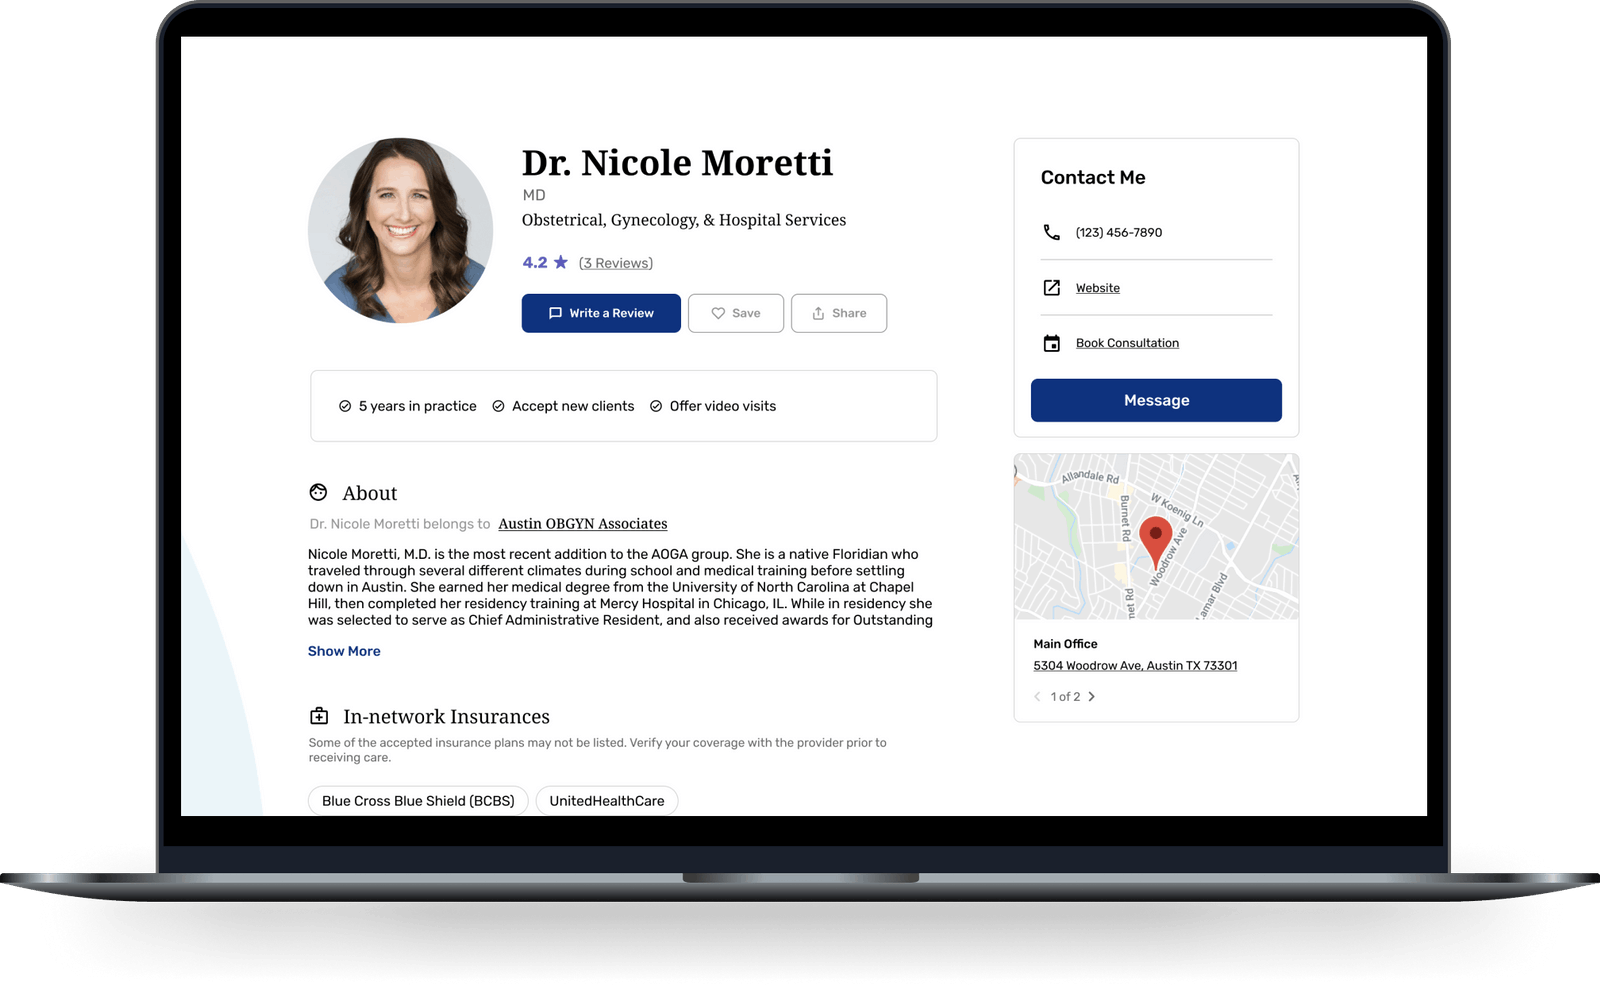 Dr. Nicole Moretti
MD
Obstetrical, Gynecology, & Hospital Services
4.2 ★ (3 Reviews)
Write a Review
Save
Share
5 years in practice
Accept new clients
Offer video visits
About
Dr. Nicole Moretti belongs to Austin OBGYN Associates
Nicole Moretti, M.D. is the most recent addition to the AOGA group. She is a native Floridian who
traveled through several different climates during school and medical training before settling
down in Austin. She earned her medical degree from the University of North Carolina at Chapel
Hill, then completed her residency training at Mercy Hospital in Chicago, IL. While in residency she
was selected to serve as Chief Administrative Resident, and also received awards for Outstanding
Show More
In-network Insurances
Some of the accepted insurance plans may not be listed. Verify your coverage with the provider prior to
receiving care.
Blue Cross Blue Shield (BCBS)
UnitedHealthCare
Contact Me
(123) 456-7890
Website
Book Consultation
Message
Allandale Rd
Burnet Rd
W Koenig Ln
Woodrow Ave
net Rd
Lamar Blvd
Main Office
5304 Woodrow Ave, Austin TX 73301
1 of 2